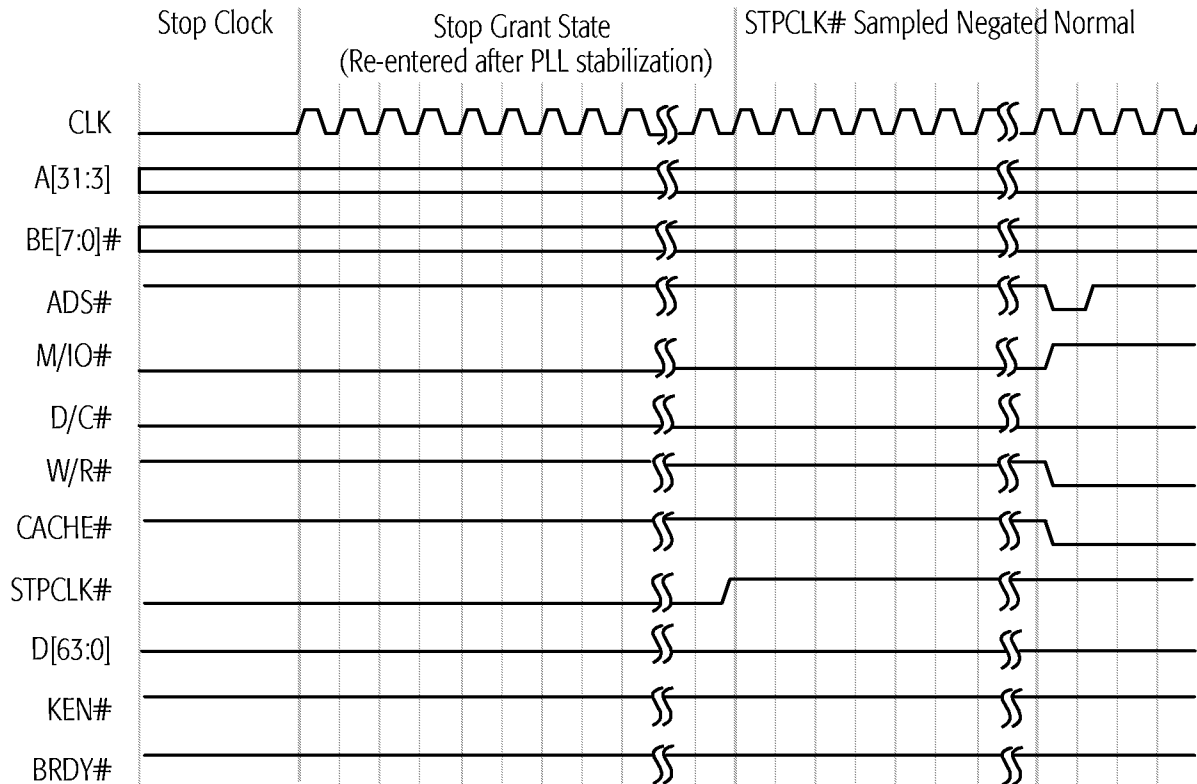 Stop Clock
Stop Grant State
(Re-entered after PLL stabilization)
STPCLK# Sampled Negated Normal
CLK
A[31:3]
BE[7:0]#
ADS#
M/IO#
D/C#
W/R#
CACHE#
STPCLK#
D[63:0]
KEN#
BRDY#